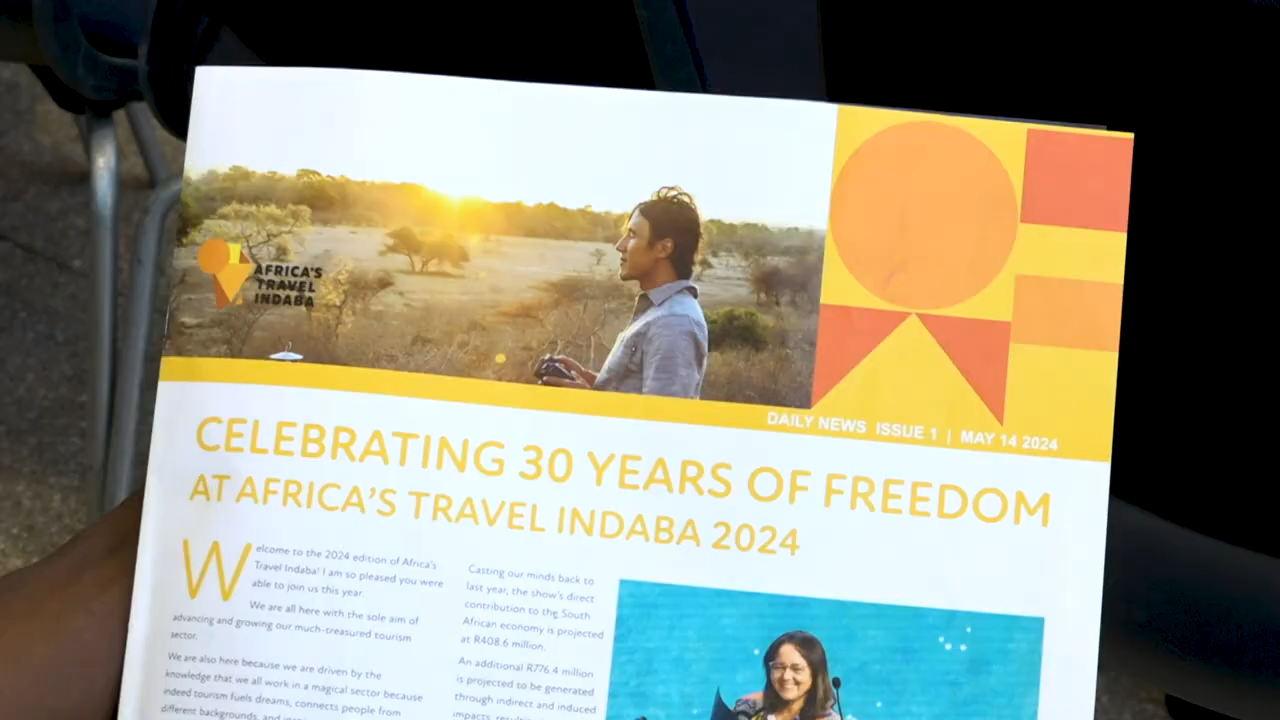 AFRICA'S
TRAVEL
INDABA
DAILY NEWS ISSUE 1 | MAY 14 2024
CELEBRATING 30 YEARS OF FREEDOM
AT AFRICA'S TRAVEL INDABA 2024
Welcome to the 2024 edition of Africa's
Travel Indaba! I am so pleased you were
able to join us this year.
We are all here with the sole aim of
advancing and growing our much-treasured tourism
sector.
We are also here because we are driven by the
knowledge that we all work in a magical sector because
indeed tourism fuels dreams, connects people from
different backgrounds, and
Casting our minds back to
last year, the show's direct
contribution to the South
African economy is projected
at R408.6 million.
An additional R776.4 million
is projected to be generated
through indirect and induced
impacts